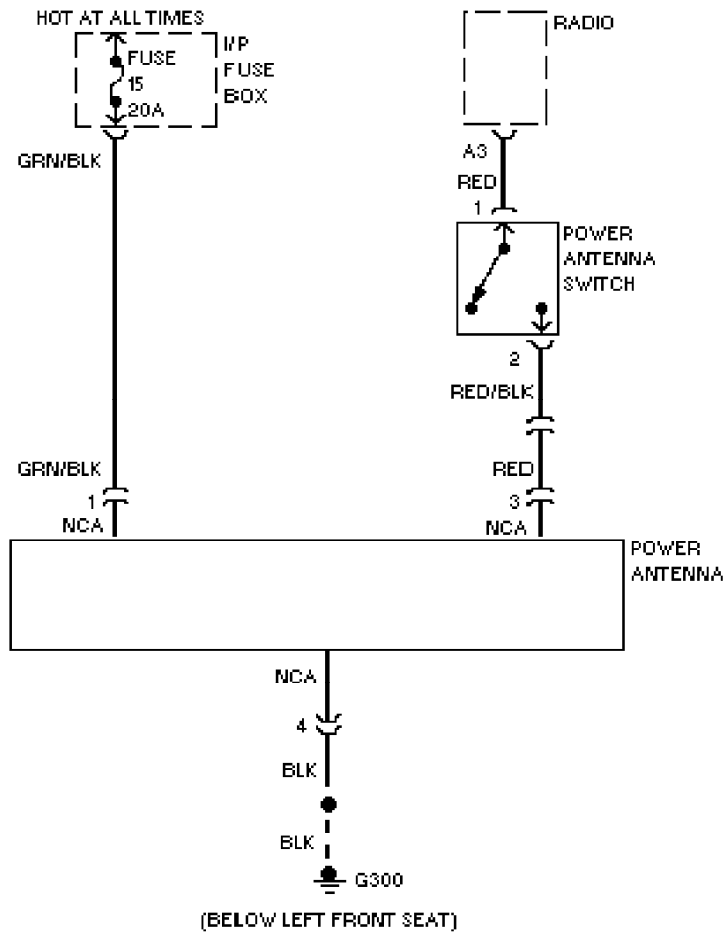 HOT AT ALL TIMES
FUSE
15
20A
I/P
FUSE
BOX
RADIO
GRN/BLK
A3
RED
1
POWER
ANTENNA
SWITCH
2
RED/BLK
GRN/BLK
RED
1
3
NCA
NCA
POWER
ANTENNA
NCA
4
BLK
BLK
G300
(BELOW LEFT FRONT SEAT)